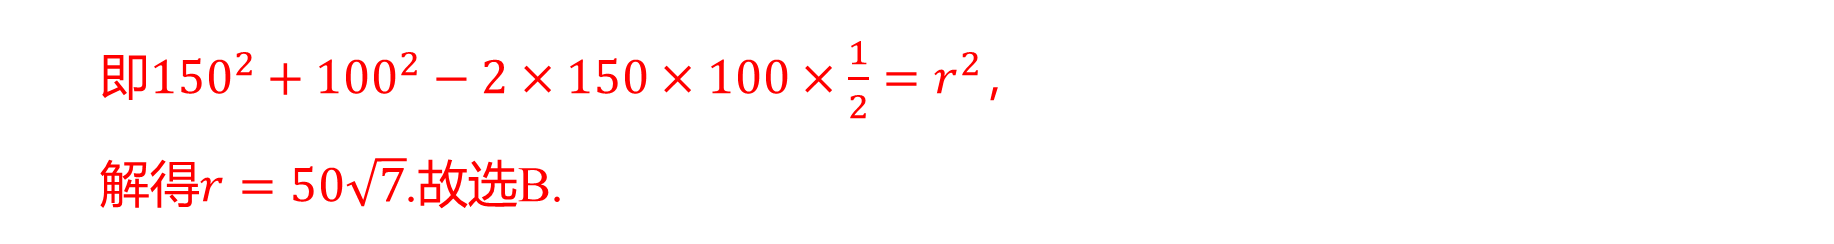 即150² + 100² − 2 × 150 × 100 × 1/2 = r²,
解得r = 50√7.故选B.